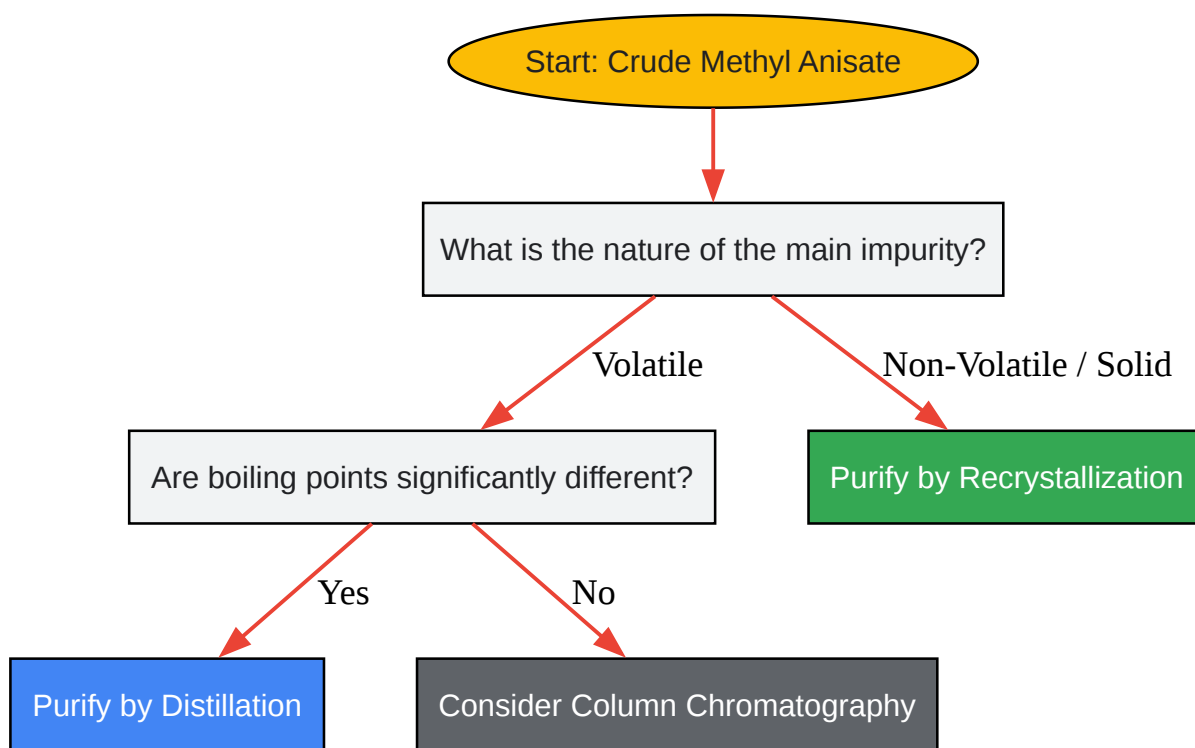 Start: Crude Methyl Anisate
What is the nature of the main impurity?
Volatile
Non-Volatile / Solid
Are boiling points significantly different?
Purify by Recrystallization
Yes
No
Purify by Distillation
Consider Column Chromatography